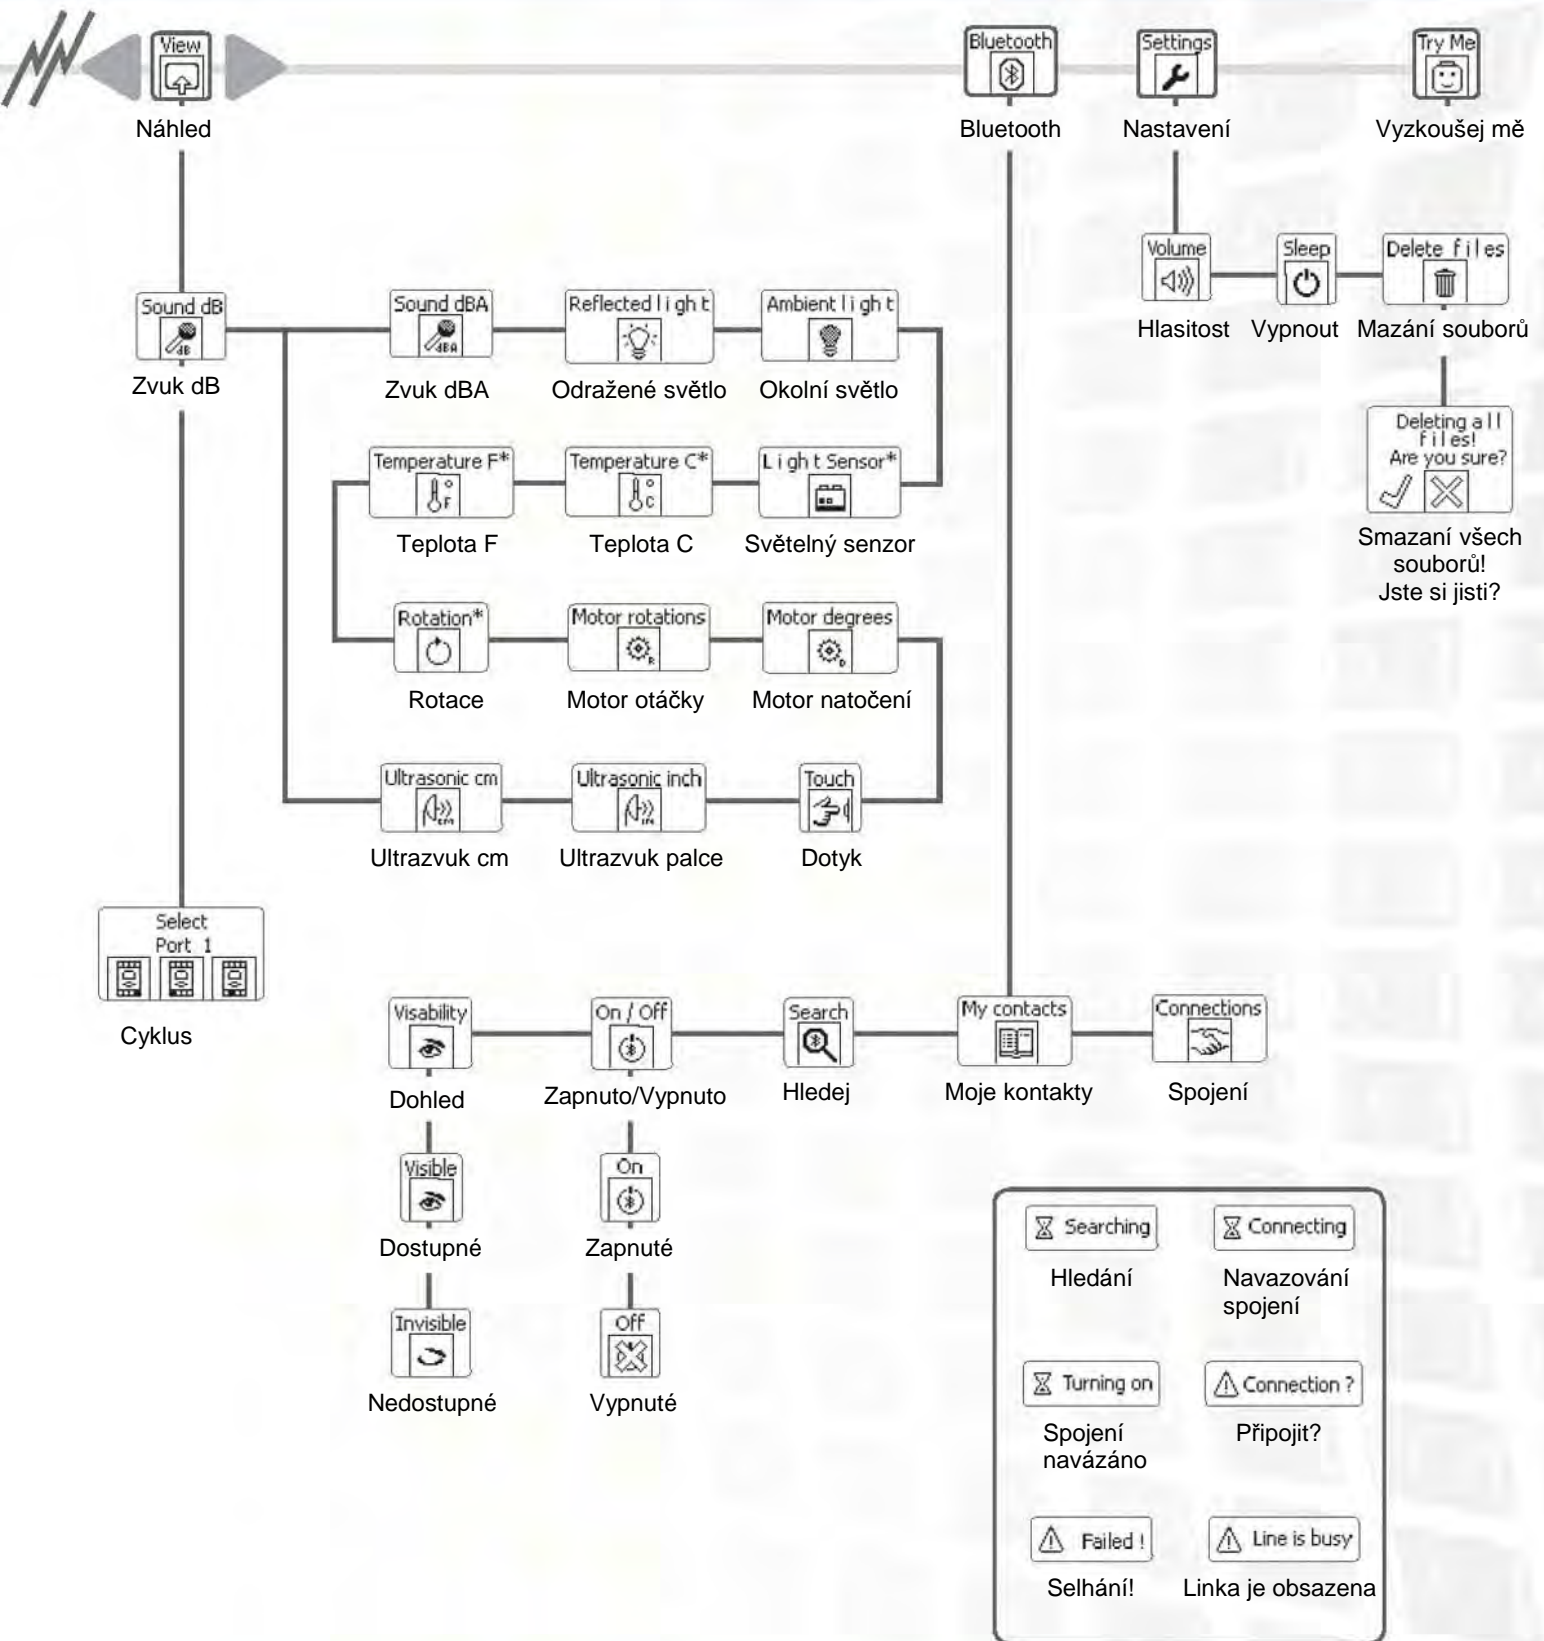 View
Bluetooth
Settings
Try Me
Náhled
Bluetooth
Nastavení
Vyzkoušej mě
Volume
Sleep
Delete files
Hlasitost
Vypnout
Mazání souborů
Sound dB
dB
Sound dBA
dBA
Reflected light
Ambient light
Zvuk dB
Zvuk dBA
Odražené světlo
Okolní světlo
Deleting all
files!
Are you sure?
Smazaní všech
souborů!
Jste si jisti?
Temperature F*
°F
Temperature C*
°C
Light Sensor*
Teplota F
Teplota C
Světelný senzor
Rotation*
Motor rotations
R
Motor degrees
D
Rotace
Motor otáčky
Motor natočení
Ultrasonic cm
cm
Ultrasonic inch
in
Touch
Ultrazvuk cm
Ultrazvuk palce
Dotyk
Select
Port 1
Cyklus
Visability
On / Off
Search
My contacts
Connections
Dohled
Zapnuto/Vypnuto
Hledej
Moje kontakty
Spojení
Visible
On
Dostupné
Zapnuté
Invisible
Off
Nedostupné
Vypnuté
Searching
Connecting
Hledání
Navazování
spojení
Turning on
Connection ?
Spojení
navázáno
Připojit?
Failed !
Line is busy
Selhání!
Linka je obsazena